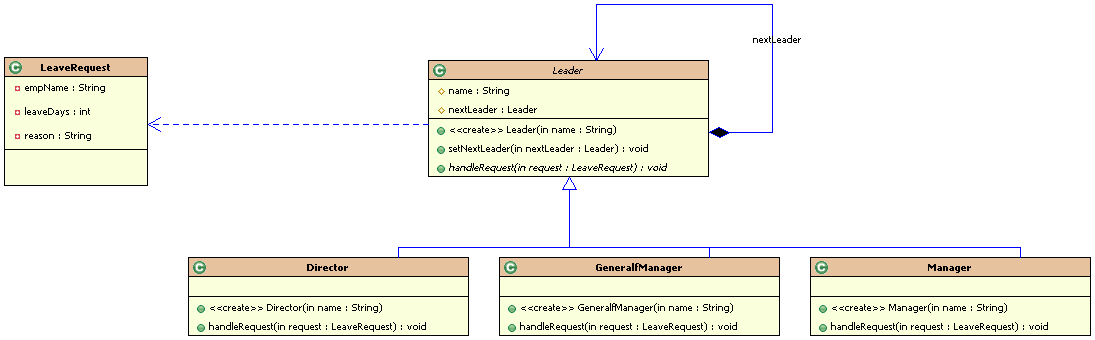 nextLeader
LeaveRequest
empName : String
leaveDays : int
reason : String
Leader
name : String
nextLeader : Leader
<<create>> Leader(in name : String)
setNextLeader(in nextLeader : Leader) : void
handleRequest(in request : LeaveRequest) : void
Director
<<create>> Director(in name : String)
handleRequest(in request : LeaveRequest) : void
GeneralfManager
<<create>> GeneralfManager(in name : String)
handleRequest(in request : LeaveRequest) : void
Manager
<<create>> Manager(in name : String)
handleRequest(in request : LeaveRequest) : void